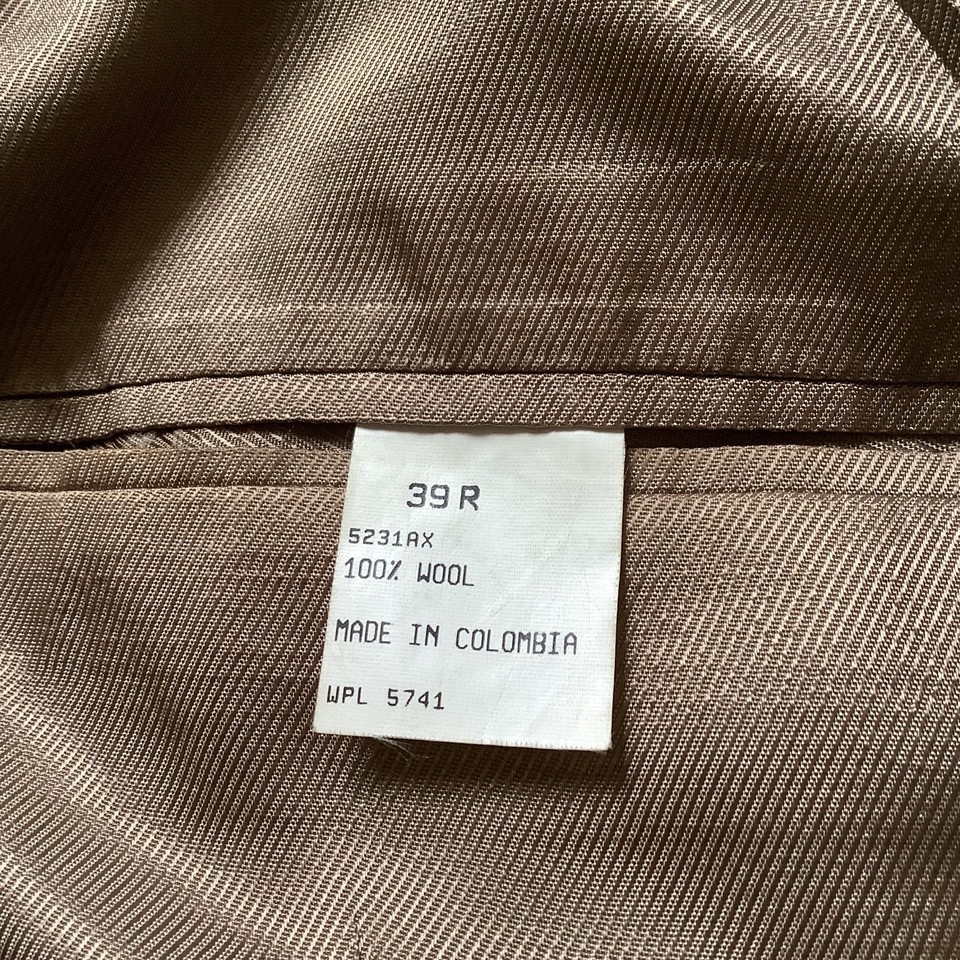 39 R
5231AX
100% WOOL
MADE IN COLOMBIA
WPL 5741